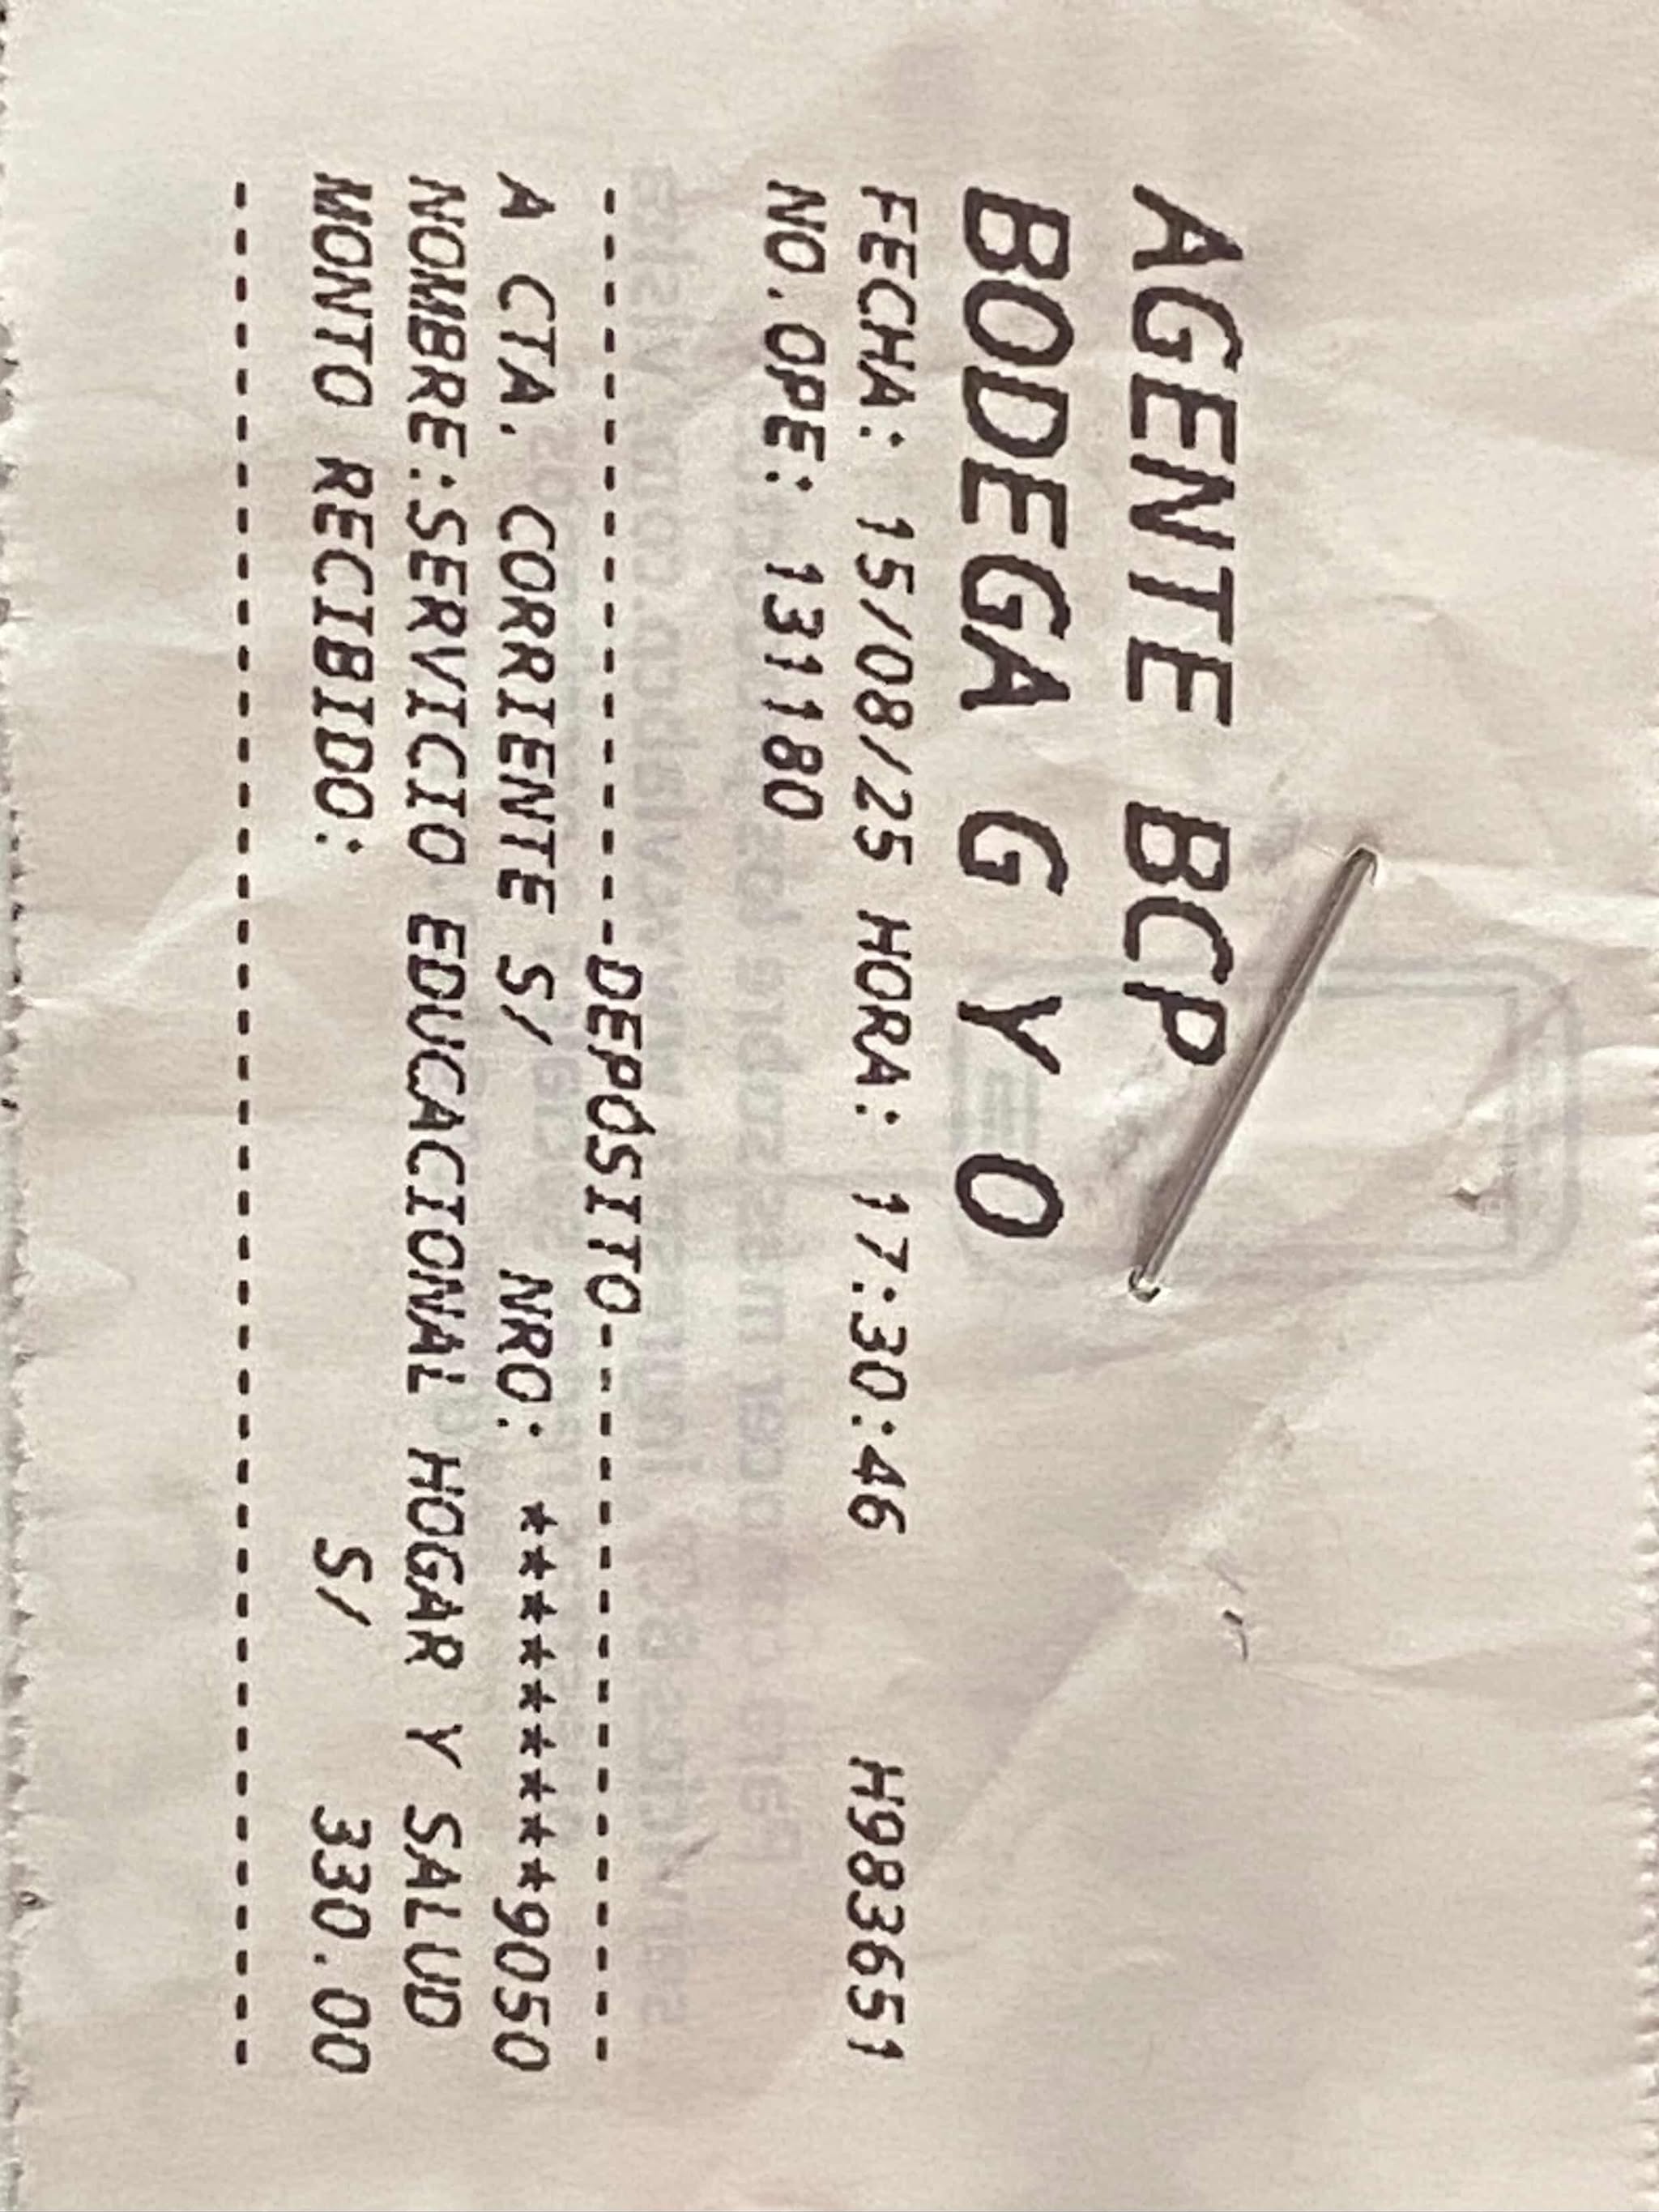 AGENTE BCP
BODEGA G Y O
FECHA: 15/08/25 HORA: 17:30:46 H983651
NO.OPE: 131180
--------------DEPOSITO--------------
A CTA. CORRIENTE S/ NRO: *********9050
NOMBRE:SERVICIO EDUCACIONAL HOGAR Y SALUD
MONTO RECIBIDO: S/ 330.00
----------------------------------------